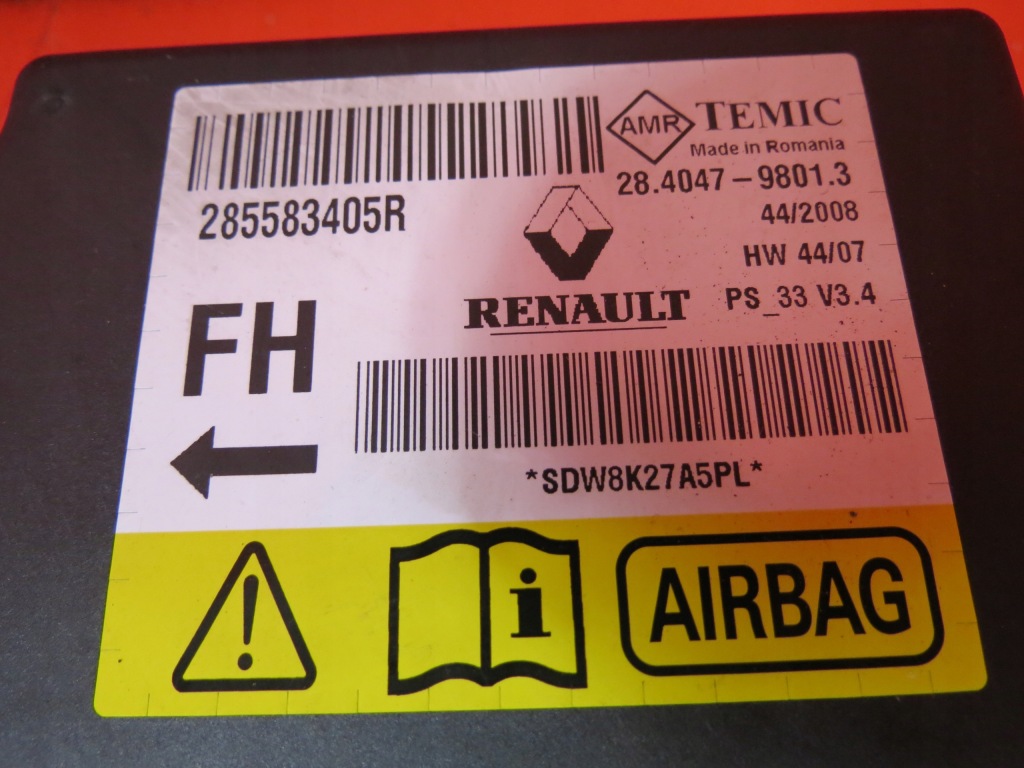 AMR TEMIC
Made in Romania
285583405R
28.4047-9801.3
44/2008
HW 44/07
RENAULT
PS_33 V3.4
FH
*SDW8K27A5PL*
! i AIRBAG